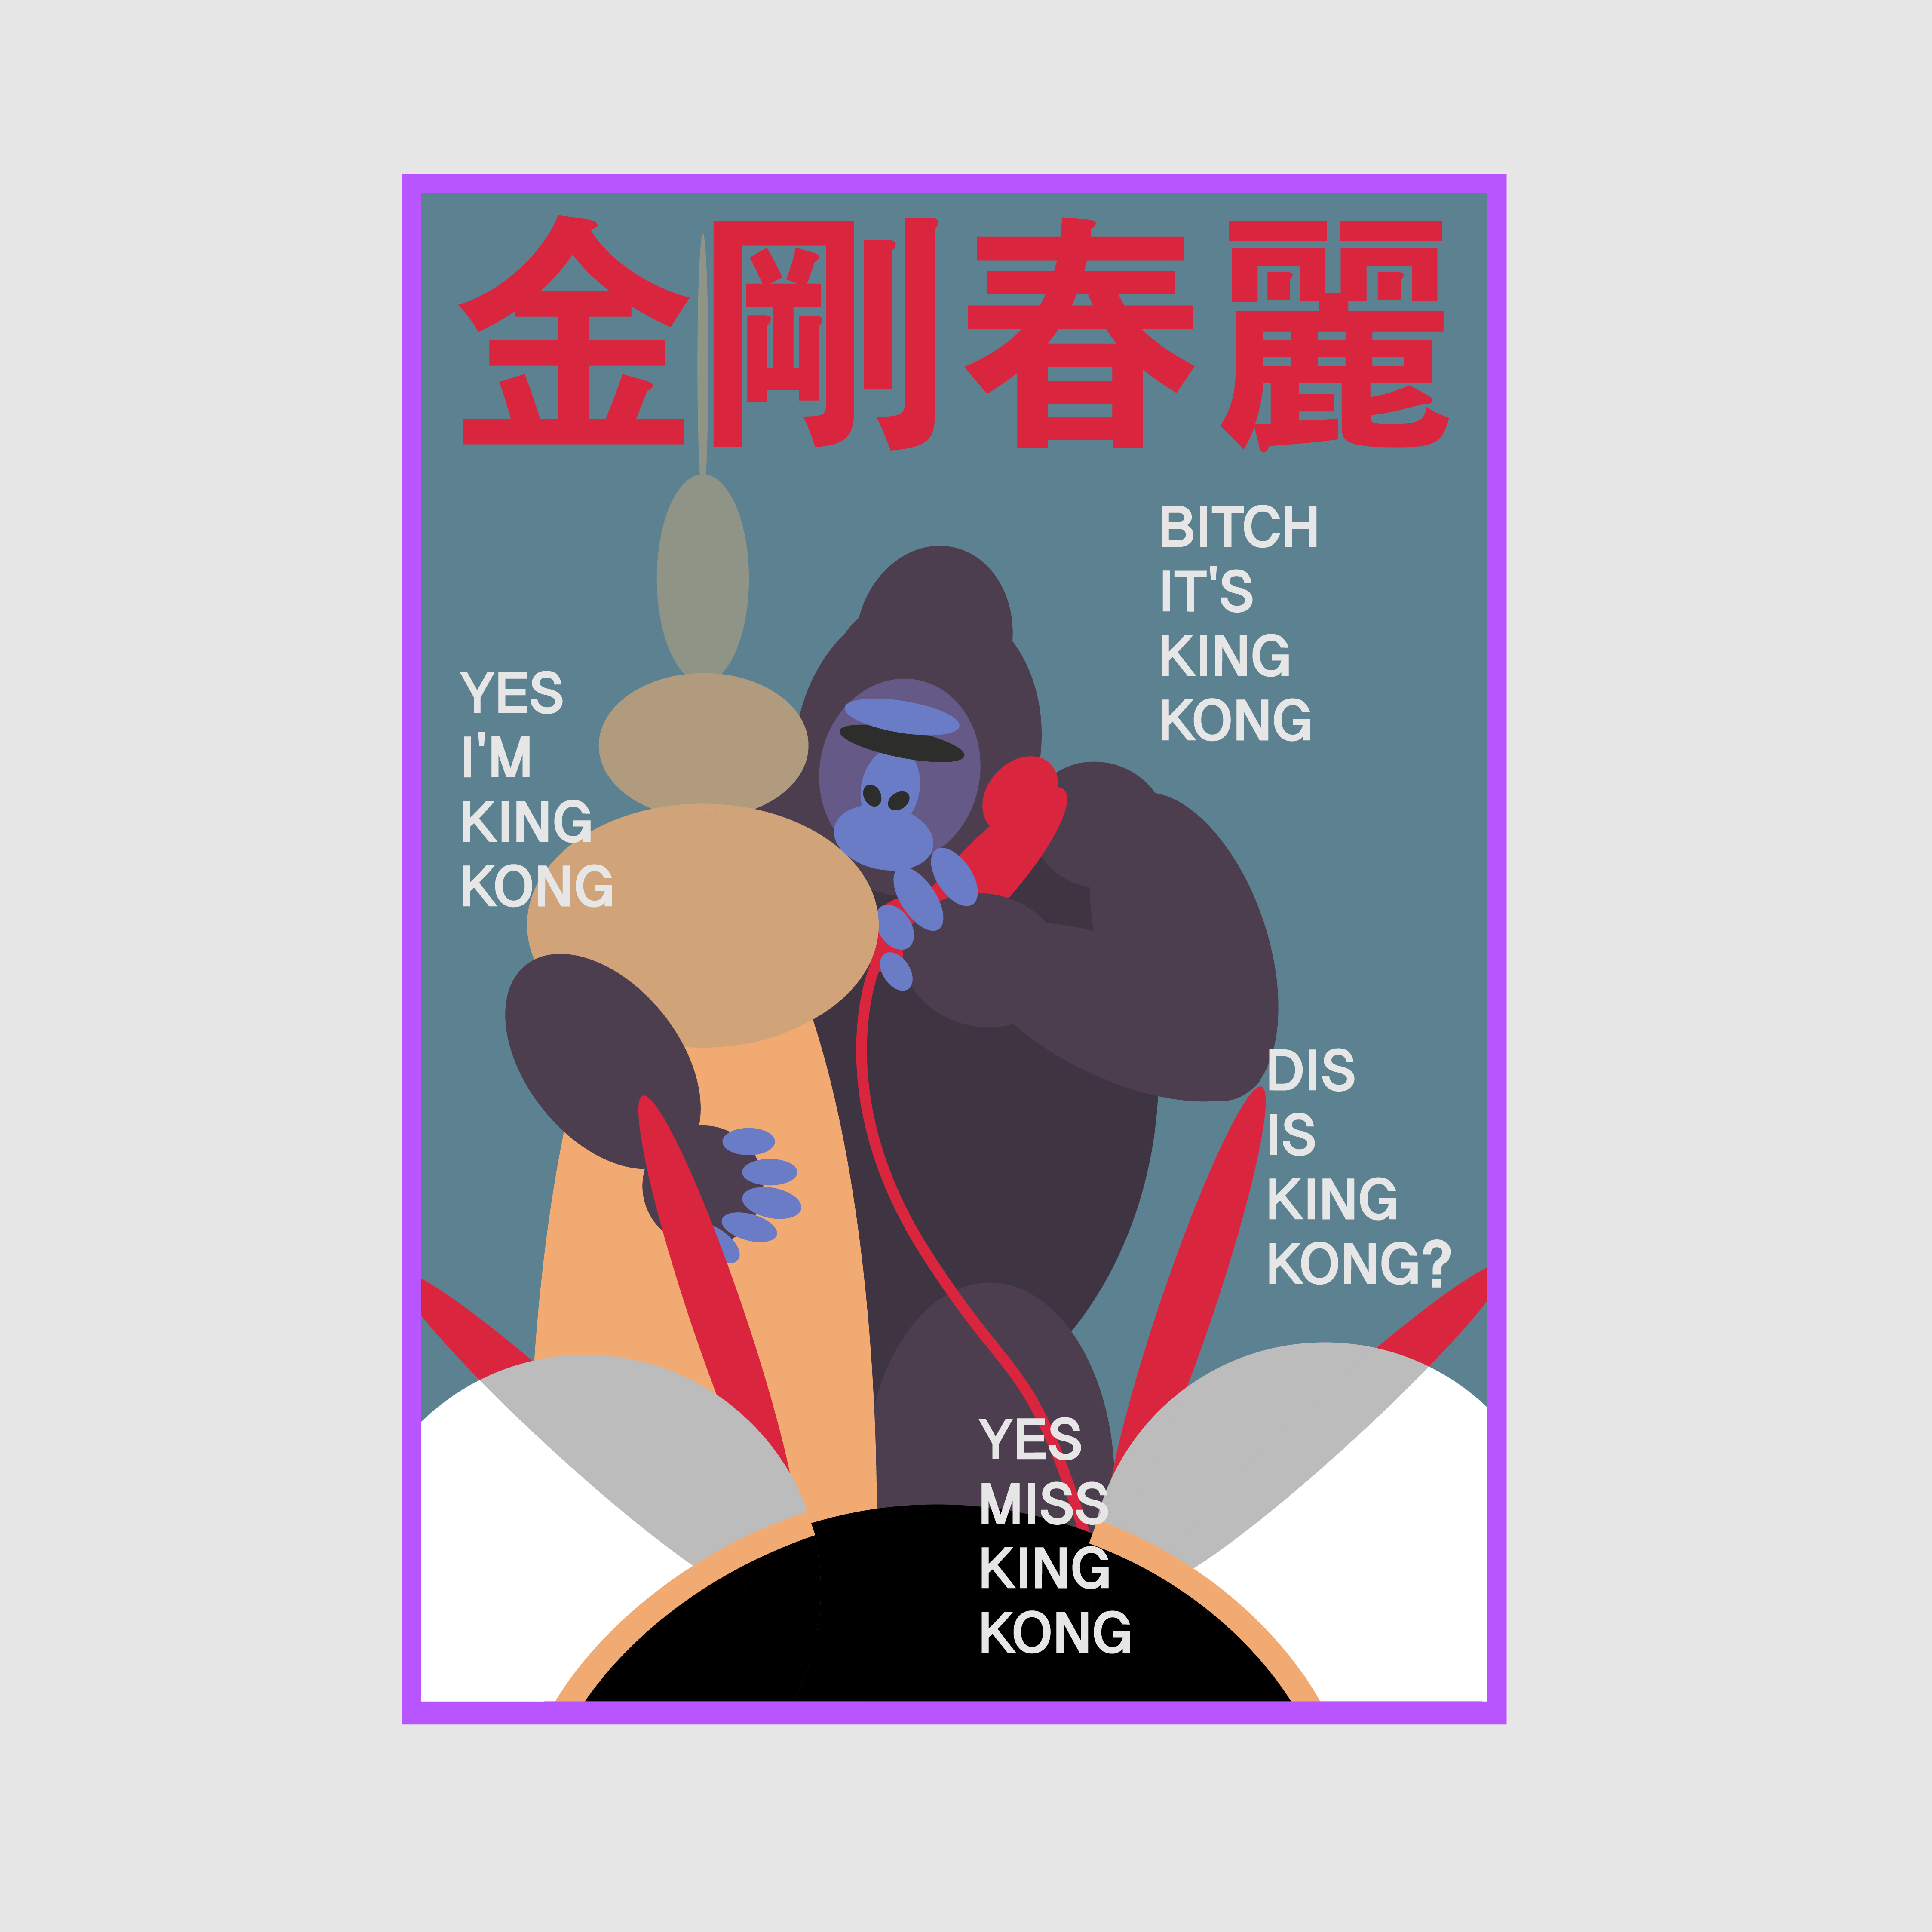 金剛春麗
BITCH
IT'S
KING
KONG
YES
I'M
KING
KONG
DIS
IS
KING
KONG?
YES
MISS
KING
KONG